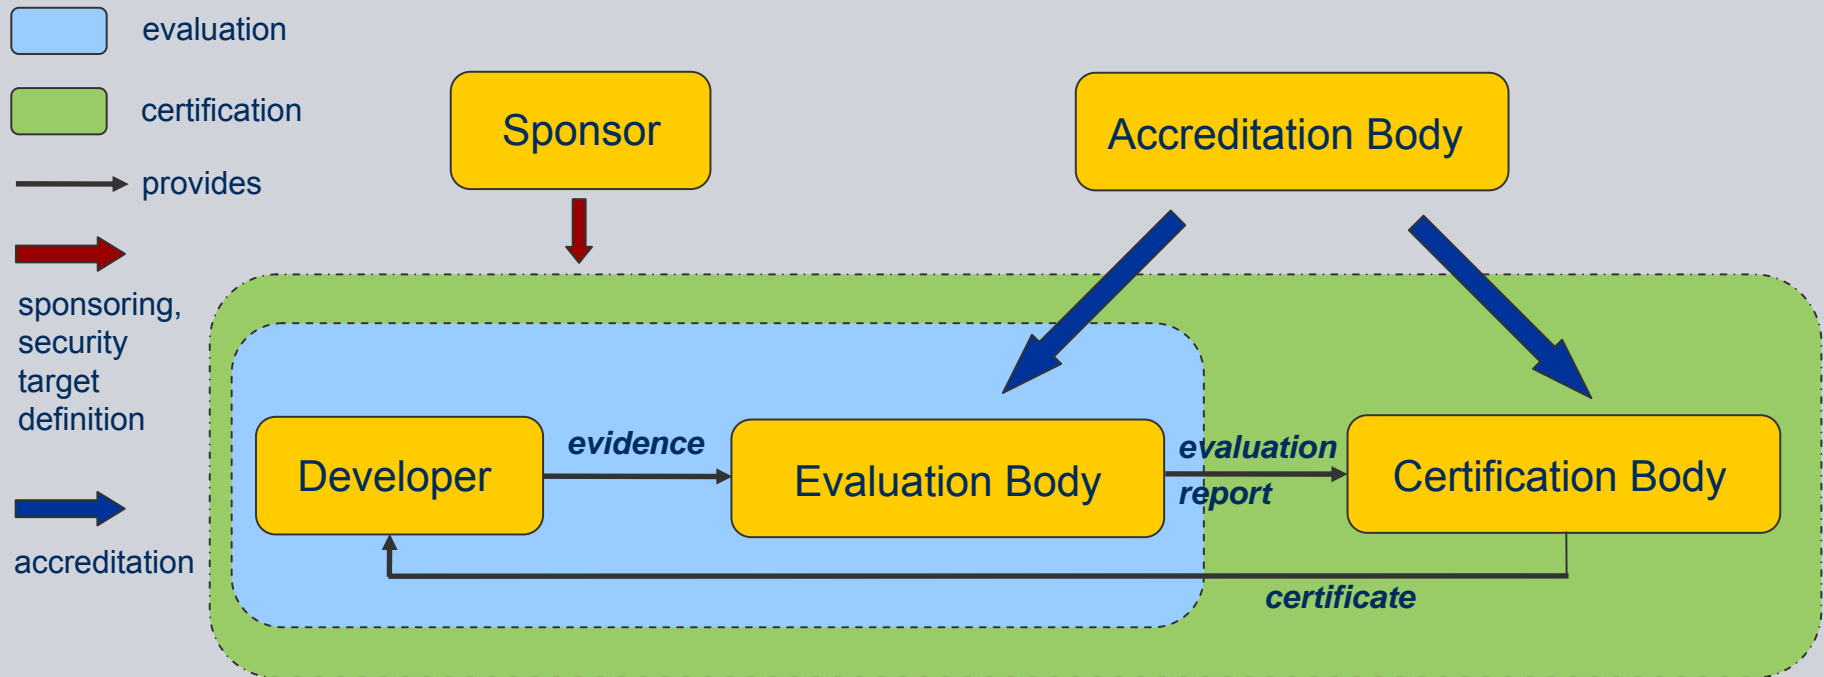 evaluation
certification
provides
sponsoring,
security
target
definition
accreditation
Sponsor
Accreditation Body
Developer
evidence
Evaluation Body
evaluation
report
Certification Body
certificate